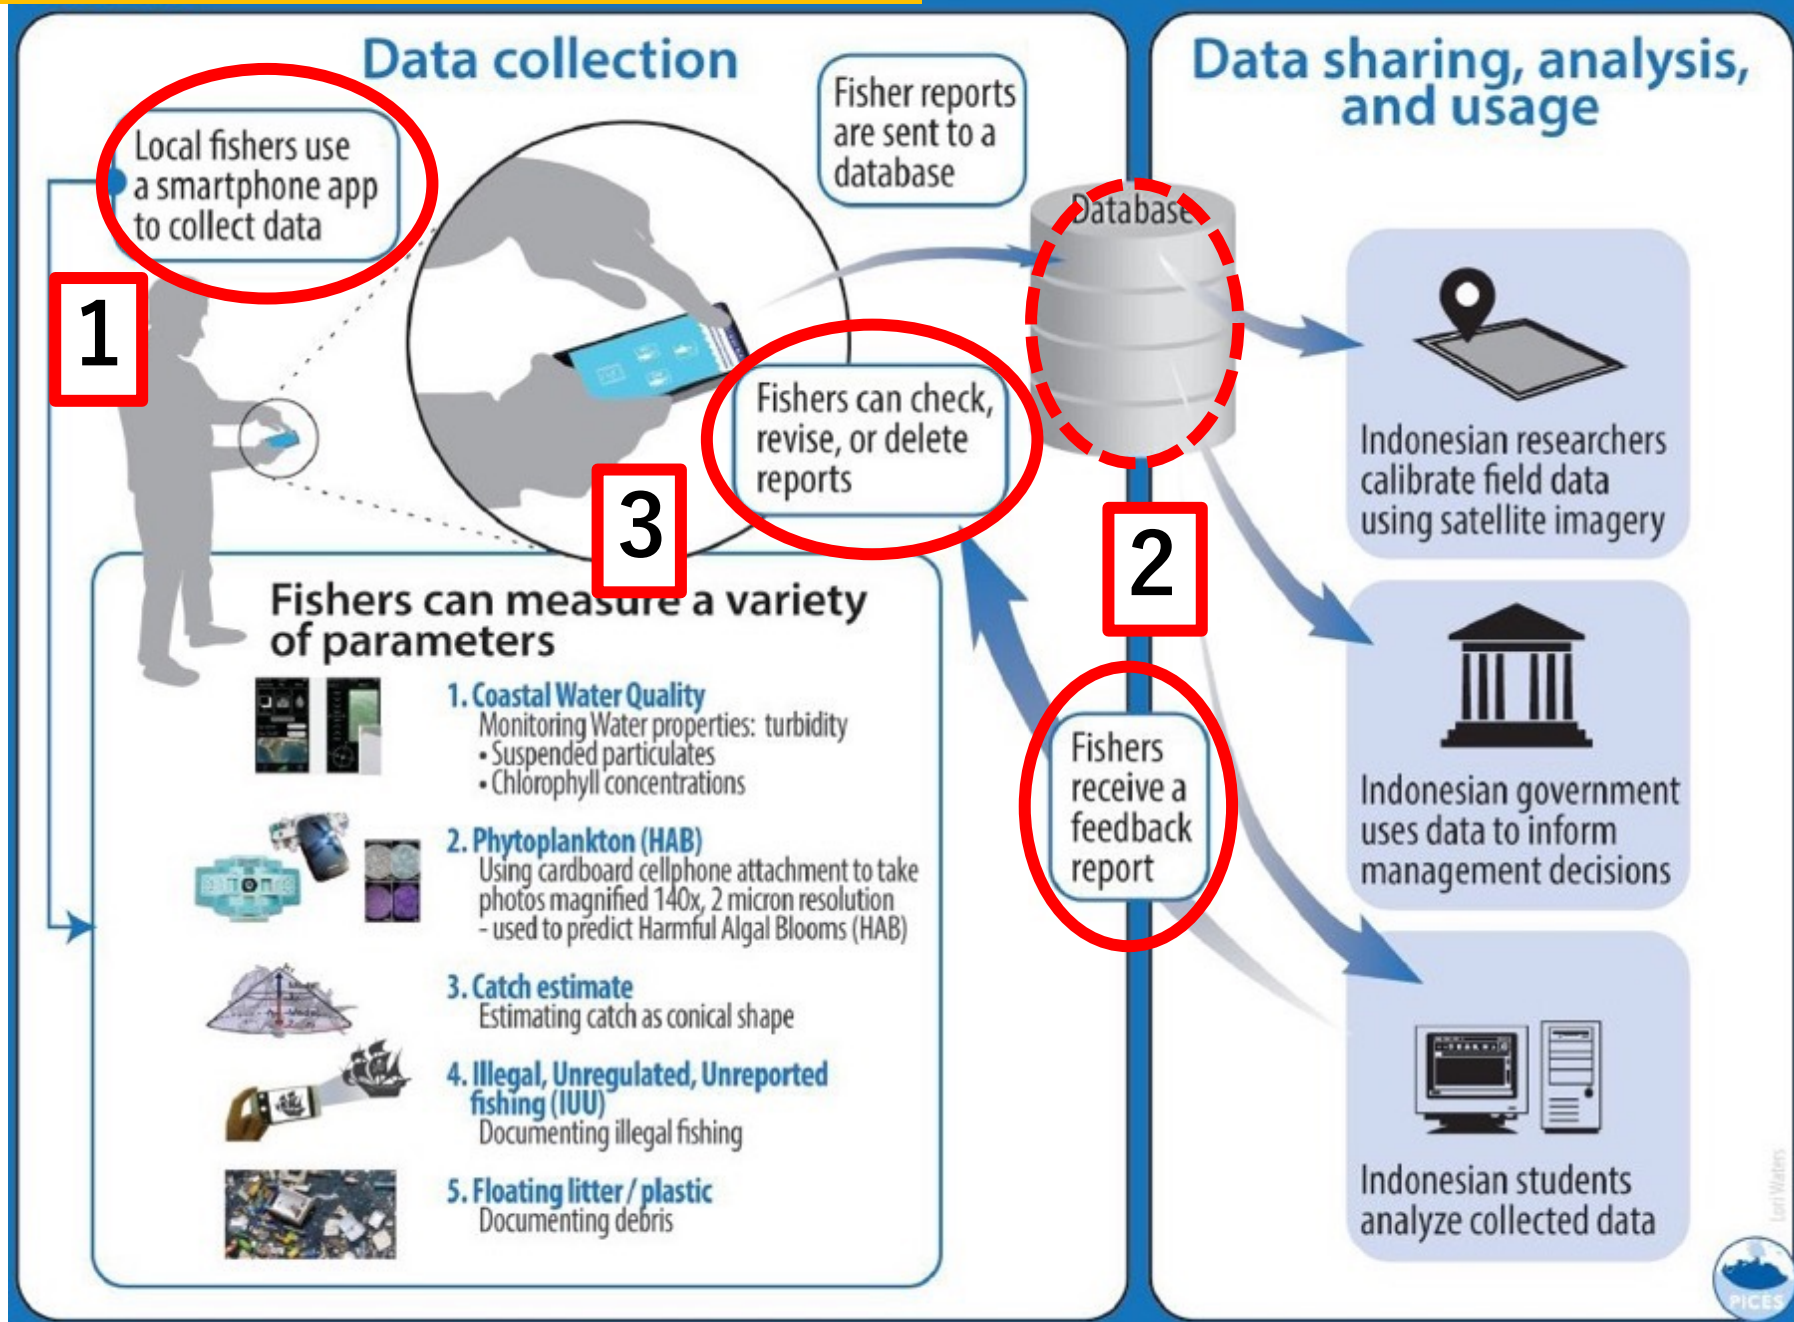 Data collection
Local fishers use
a smartphone app
to collect data
1
Fisher reports
are sent to a
database
Database
Fishers can check,
revise, or delete
reports
3
2
Fishers can measure a variety
of parameters
1. Coastal Water Quality
Monitoring Water properties: turbidity
• Suspended particulates
• Chlorophyll concentrations
2. Phytoplankton (HAB)
Using cardboard cellphone attachment to take
photos magnified 140x, 2 micron resolution
- used to predict Harmful Algal Blooms (HAB)
3. Catch estimate
Estimating catch as conical shape
4. Illegal, Unregulated, Unreported
fishing (IUU)
Documenting illegal fishing
5. Floating litter / plastic
Documenting debris
Fishers
receive a
feedback
report
Data sharing, analysis,
and usage
Indonesian researchers
calibrate field data
using satellite imagery
Indonesian government
uses data to inform
management decisions
Indonesian students
analyze collected data
Lori Waters
PICES